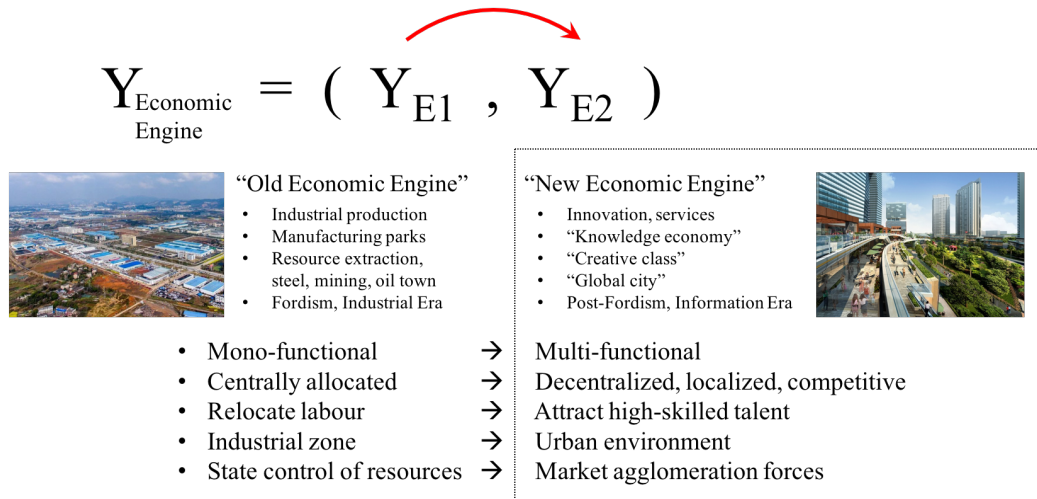 Y Economic Engine = ( Y E1 , Y E2 )
“Old Economic Engine”
• Industrial production
• Manufacturing parks
• Resource extraction,
steel, mining, oil town
• Fordism, Industrial Era
“New Economic Engine”
• Innovation, services
• “Knowledge economy”
• “Creative class”
• “Global city”
• Post-Fordism, Information Era
• Mono-functional → Multi-functional
• Centrally allocated → Decentralized, localized, competitive
• Relocate labour → Attract high-skilled talent
• Industrial zone → Urban environment
• State control of resources → Market agglomeration forces